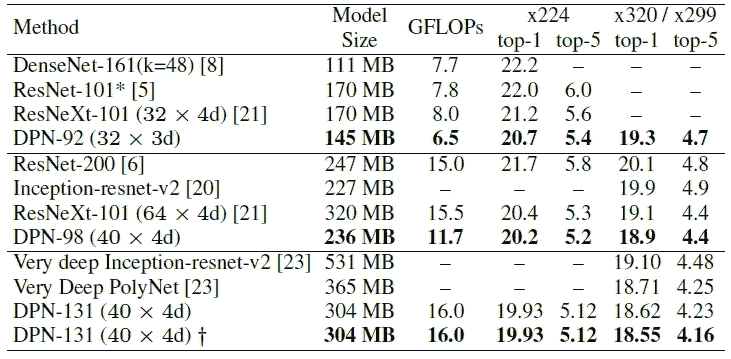 Method Model Size GFLOPs x224 x320 / x299
top-1 top-5 top-1 top-5
DenseNet-161(k=48) [8] 111 MB 7.7 22.2 – – –
ResNet-101* [5] 170 MB 7.8 22.0 6.0 – –
ResNeXt-101 (32 × 4d) [21] 170 MB 8.0 21.2 5.6 – –
DPN-92 (32 × 3d) 145 MB 6.5 20.7 5.4 19.3 4.7
ResNet-200 [6] 247 MB 15.0 21.7 5.8 20.1 4.8
Inception-resnet-v2 [20] 227 MB – – – 19.9 4.9
ResNeXt-101 (64 × 4d) [21] 320 MB 15.5 20.4 5.3 19.1 4.4
DPN-98 (40 × 4d) 236 MB 11.7 20.2 5.2 18.9 4.4
Very deep Inception-resnet-v2 [23] 531 MB – – – 19.10 4.48
Very Deep PolyNet [23] 365 MB – – – 18.71 4.25
DPN-131 (40 × 4d) 304 MB 16.0 19.93 5.12 18.62 4.23
DPN-131 (40 × 4d) † 304 MB 16.0 19.93 5.12 18.55 4.16